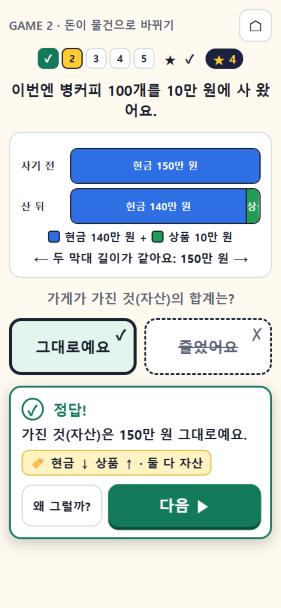 GAME 2 · 돈이 물건으로 바뀌기
✓ 2 3 4 5 ★ ✓ ★ 4
이번엔 병커피 100개를 10만 원에 사 왔
어요.
사기 전 현금 150만 원
산 뒤 현금 140만 원
현금 140만 원 + 상품 10만 원
← 두 막대 길이가 같아요: 150만 원 →
가게가 가진 것(자산)의 합계는?
그대로예요 ✓ 줄었어요 ✗
✓ 정답!
가진 것(자산)은 150만 원 그대로예요.
현금 ↓ 상품 ↑ · 둘 다 자산
왜 그럴까? 다음 ▶